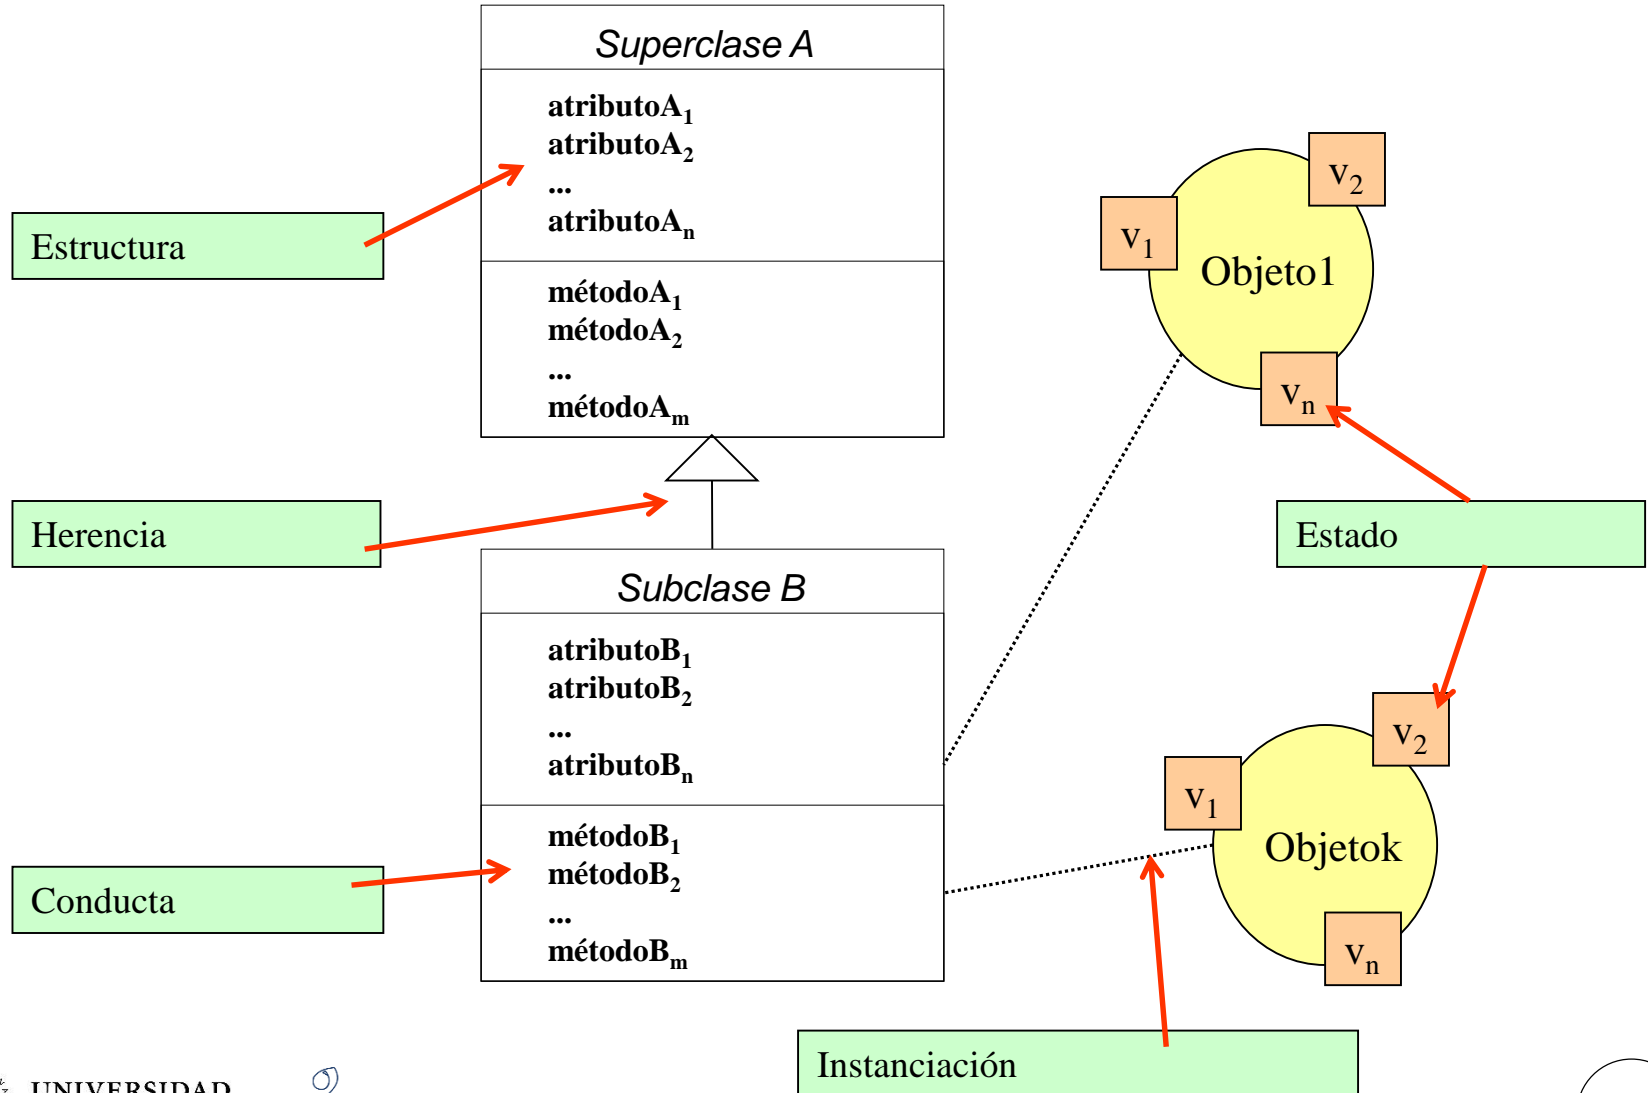 Superclase A
atributoA₁
atributoA₂
...
atributoAₙ
métodoA₁
métodoA₂
...
métodoAₘ
Estructura
Herencia
Subclase B
atributoB₁
atributoB₂
...
atributoBₙ
métodoB₁
métodoB₂
...
métodoBₘ
Conducta
v₁
v₂
Objeto1
vₙ
Estado
v₁
v₂
Objetok
vₙ
Instanciación
UNIVERSIDAD